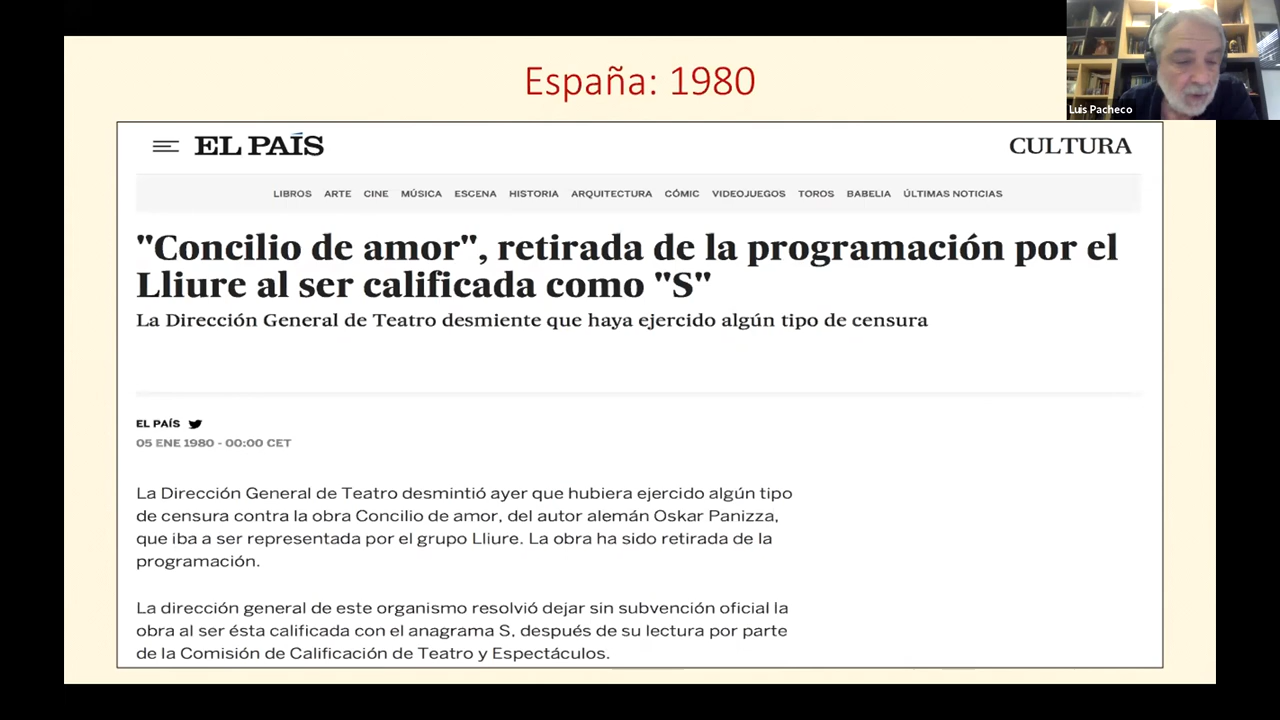 España: 1980
Luis Pacheco
EL PAÍS
CULTURA
LIBROS ARTE CINE MÚSICA ESCENA HISTORIA ARQUITECTURA CÓMIC VIDEOJUEGOS TOROS BABELIA ÚLTIMAS NOTICIAS
"Concilio de amor", retirada de la programación por el
Lliure al ser calificada como "S"
La Dirección General de Teatro desmiente que haya ejercido algún tipo de censura
EL PAÍS
05 ENE 1980 - 00:00 CET
La Dirección General de Teatro desmintió ayer que hubiera ejercido algún tipo
de censura contra la obra Concilio de amor, del autor alemán Oskar Panizza,
que iba a ser representada por el grupo Lliure. La obra ha sido retirada de la
programación.
La dirección general de este organismo resolvió dejar sin subvención oficial la
obra al ser ésta calificada con el anagrama S, después de su lectura por parte
de la Comisión de Calificación de Teatro y Espectáculos.